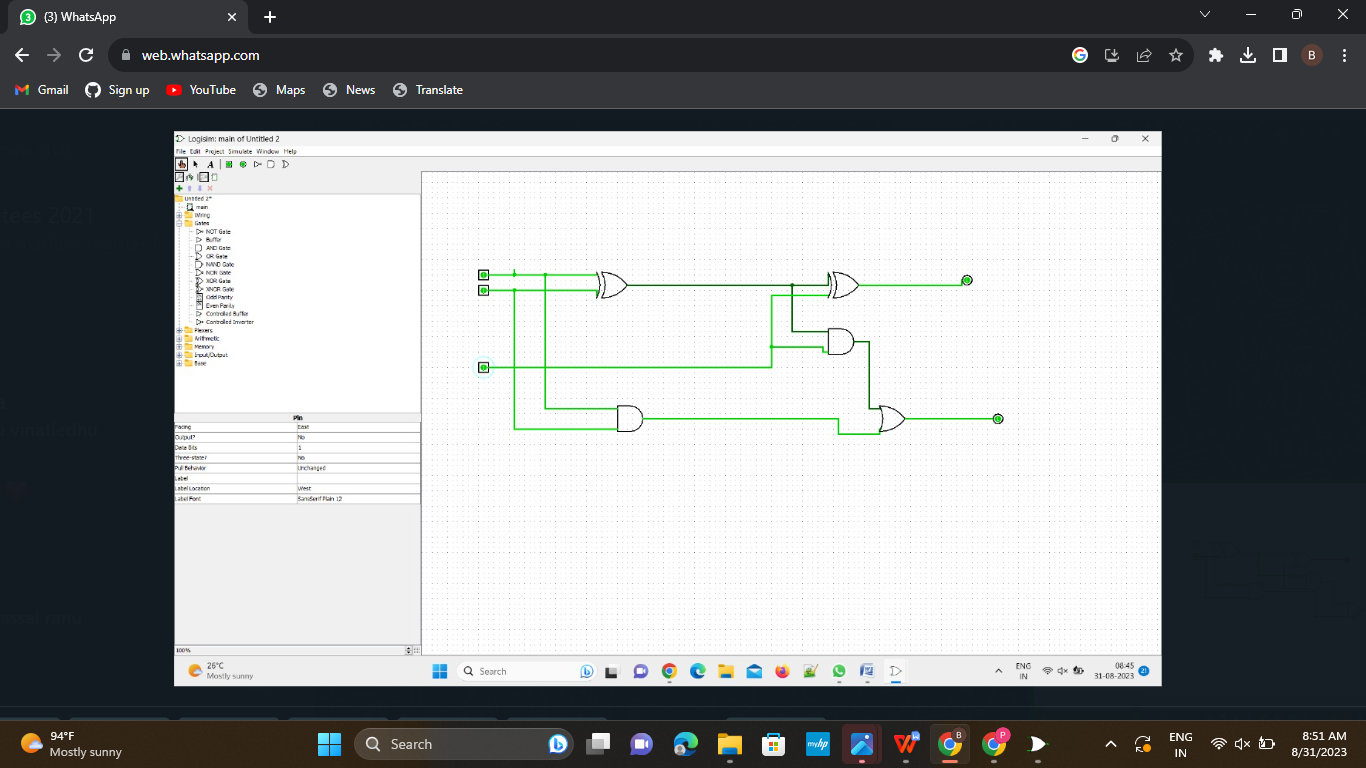 (3) WhatsApp
web.whatsapp.com
B
Gmail Sign up YouTube Maps News Translate
Logisim: main of Untitled 2
File Edit Project Simulate Window Help
A
Untitled 2*
main
Wiring
Gates
NOT Gate
Buffer
AND Gate
OR Gate
NAND Gate
NOR Gate
XOR Gate
XNOR Gate
Odd Parity
Even Parity
Controlled Buffer
Controlled Inverter
Plexers
Arithmetic
Memory
Input/Output
Base
Pin
Facing East
Output? No
Data Bits 1
Three-state? No
Pull Behavior Unchanged
Label
Label Location West
Label Font SansSerif Plain 12
100%
26°C
Mostly sunny
Search
ENG
IN
08:45
31-08-2023
21
94°F
Mostly sunny
Search
myhp
W
B
P
ENG
IN
8:51 AM
8/31/2023